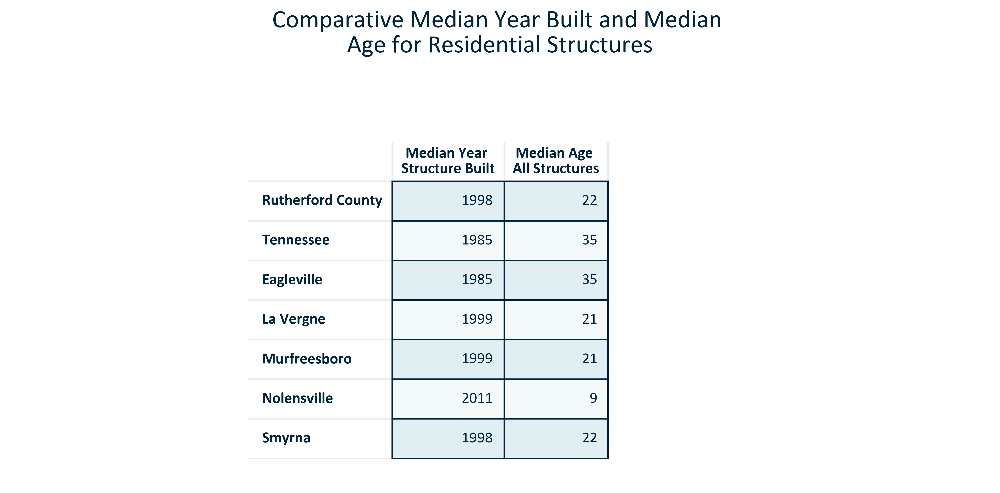 Comparative Median Year Built and Median
Age for Residential Structures
Median Year
Structure Built
Median Age
All Structures
Rutherford County 1998 22
Tennessee 1985 35
Eagleville 1985 35
La Vergne 1999 21
Murfreesboro 1999 21
Nolensville 2011 9
Smyrna 1998 22